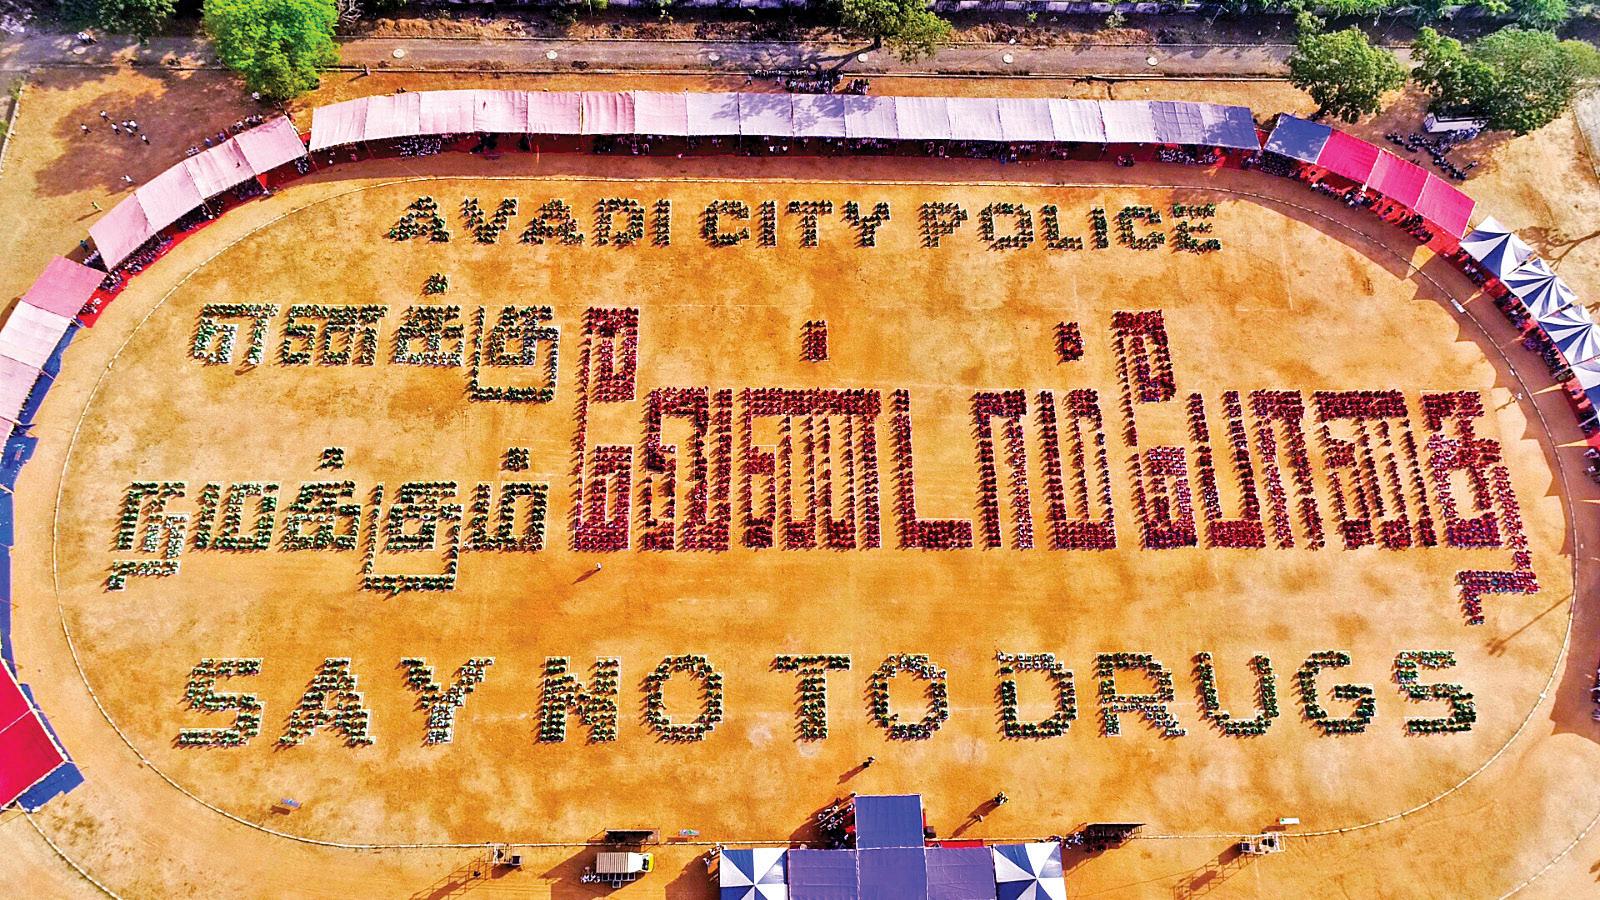 AVADI CITY POLICE
எனக்கு
நமக்கும் வேண்டாம் போதை
SAY NO TO DRUGS